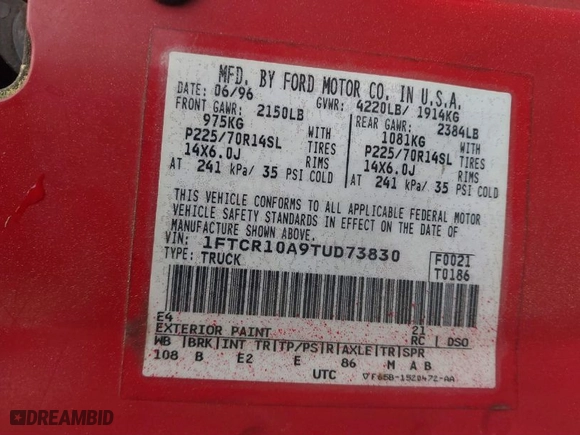 MFD. BY FORD MOTOR CO. IN U.S.A.
DATE: 06/96 GVWR: 4220LB/ 1914KG
FRONT GAWR: 2150LB REAR GAWR: 2384LB
975KG WITH 1081KG WITH
P225/70R14SL TIRES P225/70R14SL TIRES
14X6.0J RIMS 14X6.0J RIMS
AT 241 kPa/ 35 PSI COLD AT 241 kPa/ 35 PSI COLD
THIS VEHICLE CONFORMS TO ALL APPLICABLE FEDERAL MOTOR
VEHICLE SAFETY STANDARDS IN EFFECT ON THE DATE OF
MANUFACTURE SHOWN ABOVE.
VIN: 1FTCR10A9TUD73830 F0021
TYPE: TRUCK T0186
E4 21
EXTERIOR PAINT RC DSO
WB BRK INT TR TP/PS R AXLE TR SPR
108 B E2 E 86 M A B
UTC ▽F65B-1520472-AA
DREAMBID